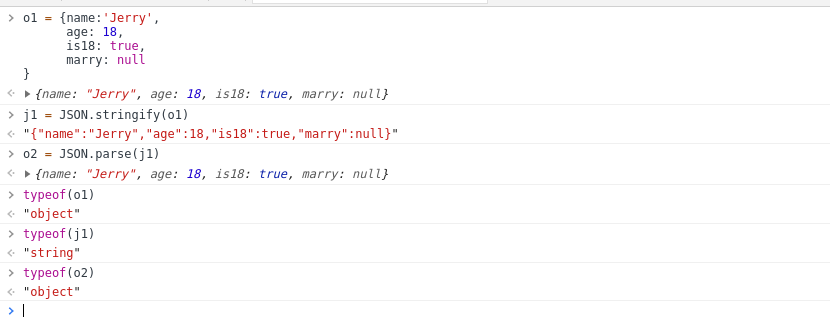 o1 = {name:'Jerry',
age: 18,
is18: true,
marry: null
}
{name: "Jerry", age: 18, is18: true, marry: null}
j1 = JSON.stringify(o1)
"{"name":"Jerry","age":18,"is18":true,"marry":null}"
o2 = JSON.parse(j1)
{name: "Jerry", age: 18, is18: true, marry: null}
typeof(o1)
"object"
typeof(j1)
"string"
typeof(o2)
"object"